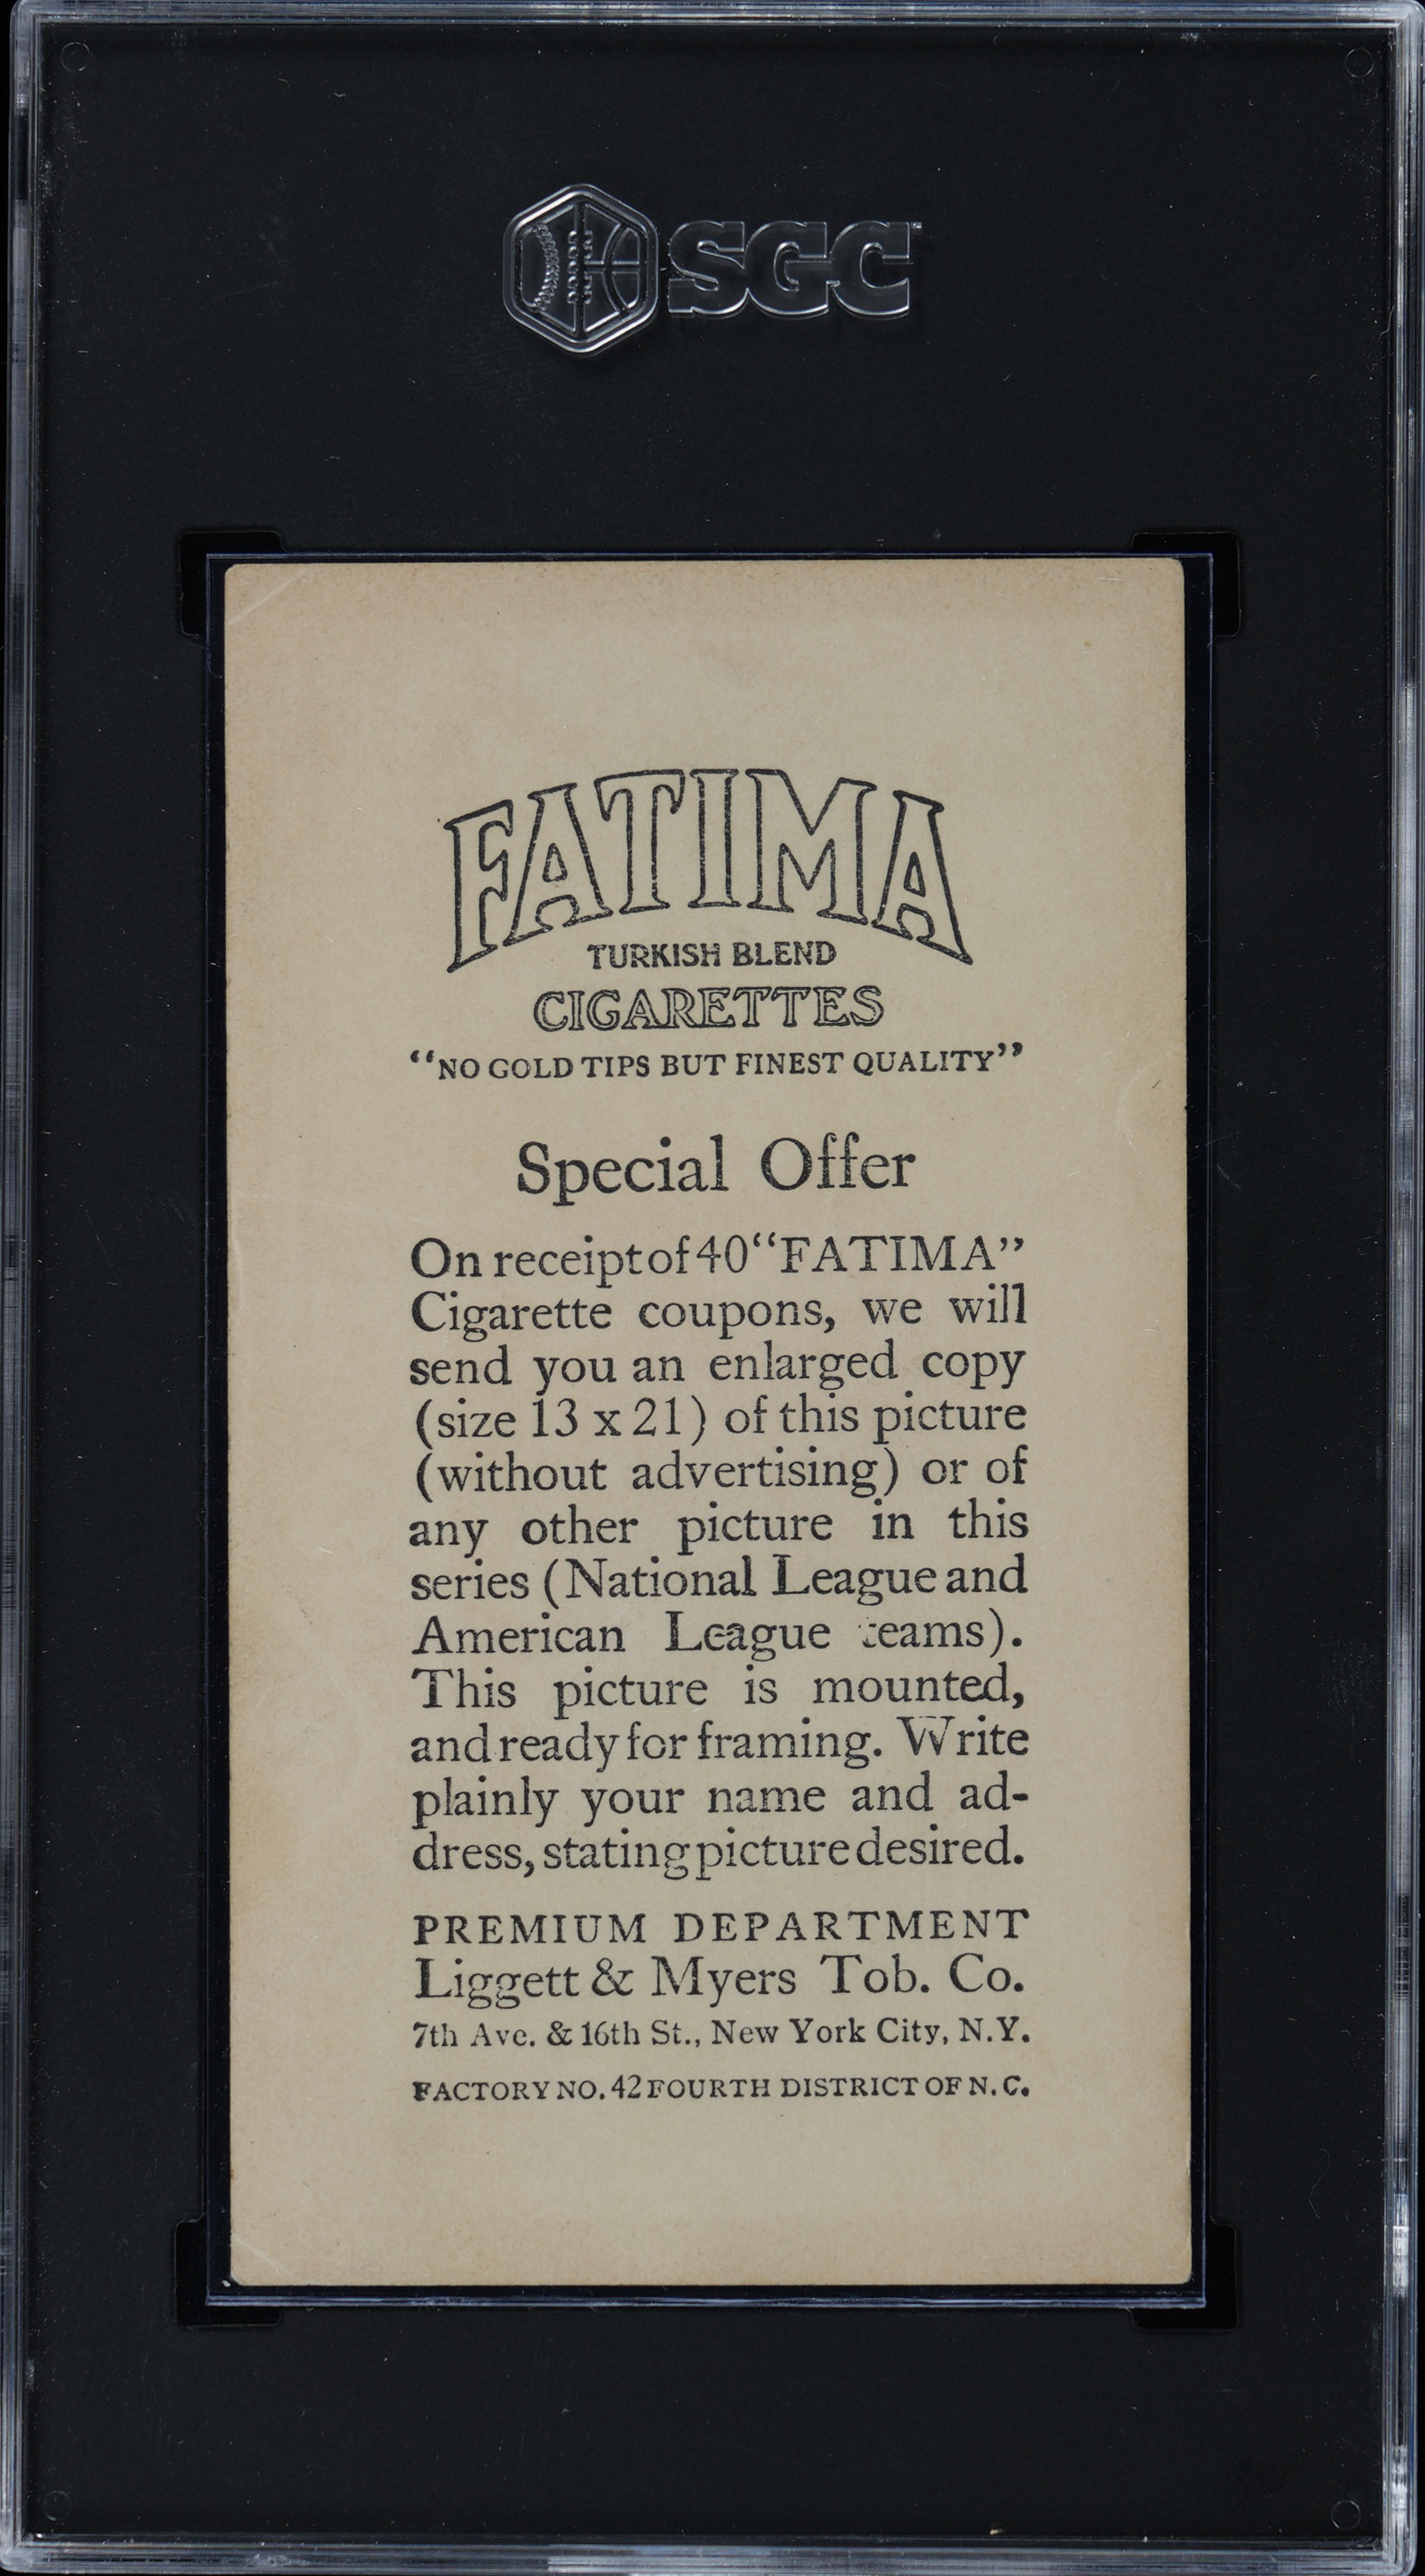 SGC
FATIMA
TURKISH BLEND
CIGARETTES
“NO GOLD TIPS BUT FINEST QUALITY”
Special Offer
On receipt of 40 “FATIMA”
Cigarette coupons, we will
send you an enlarged copy
(size 13 x 21) of this picture
(without advertising) or of
any other picture in this
series (National League and
American League teams).
This picture is mounted,
and ready for framing. Write
plainly your name and ad-
dress, stating picture desired.
PREMIUM DEPARTMENT
Liggett & Myers Tob. Co.
7th Ave. & 16th St., New York City, N.Y.
FACTORY NO. 42 FOURTH DISTRICT OF N. C.